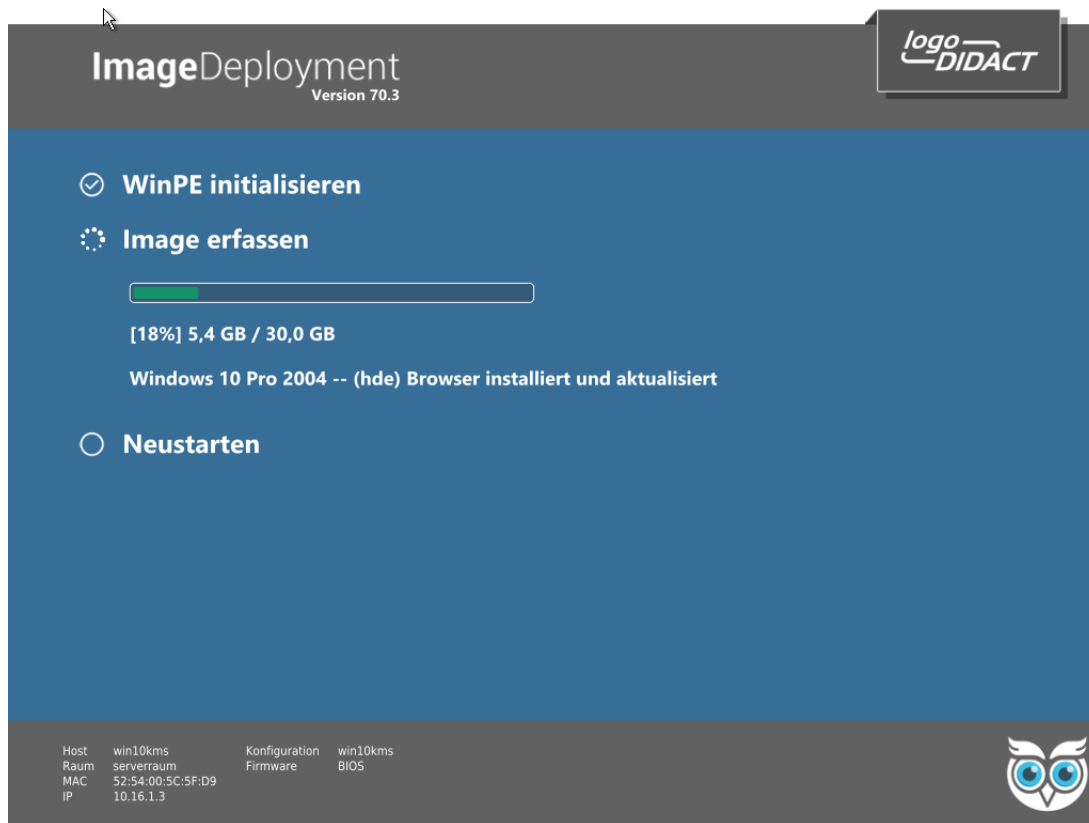 ImageDeployment
Version 70.3
logo
DIDACT
WinPE initialisieren
Image erfassen
[18%] 5,4 GB / 30,0 GB
Windows 10 Pro 2004 -- (hde) Browser installiert und aktualisiert
Neustarten
Host win10kms Konfiguration win10kms
Raum serverraum Firmware BIOS
MAC 52:54:00:5C:5F:D9
IP 10.16.1.3